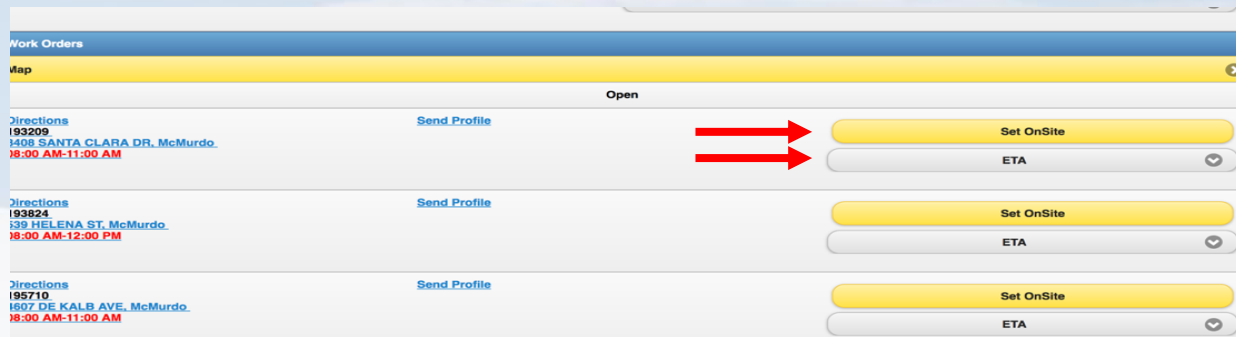 Work Orders
Map
Open
Directions
Send Profile
193209
SANTA CLARA DR, McMurdo
08:00 AM-11:00 AM
Set OnSite
ETA
Directions
Send Profile
193824
539 HELENA ST, McMurdo
08:00 AM-12:00 PM
Set OnSite
ETA
Directions
Send Profile
195710
4607 DE KALB AVE, McMurdo
08:00 AM-11:00 AM
Set OnSite
ETA